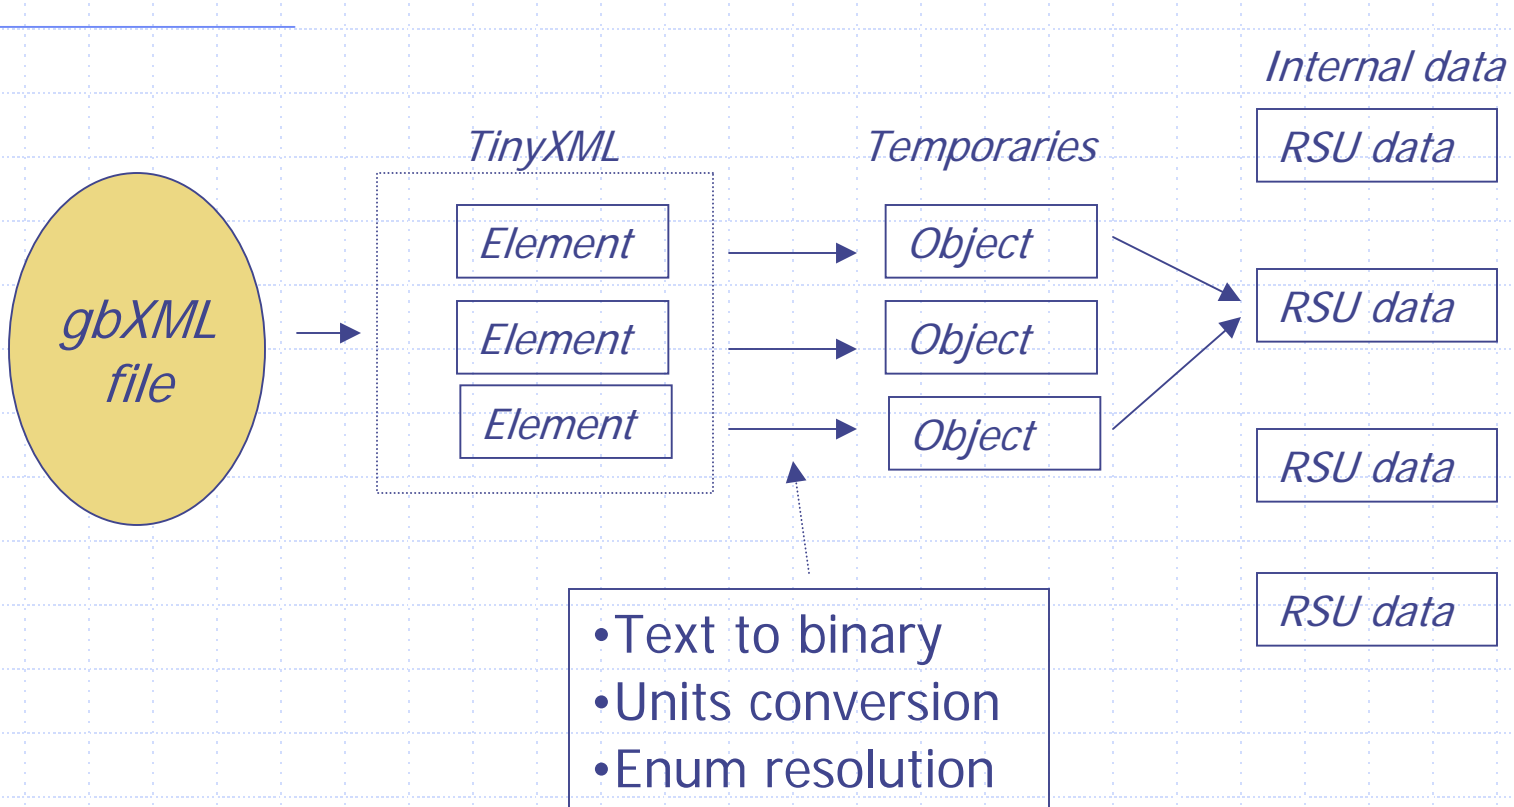 Internal data
TinyXML
Temporaries
RSU data
Element
Object
gbXML
file
Element
Object
RSU data
Element
Object
RSU data
RSU data
•Text to binary
•Units conversion
•Enum resolution